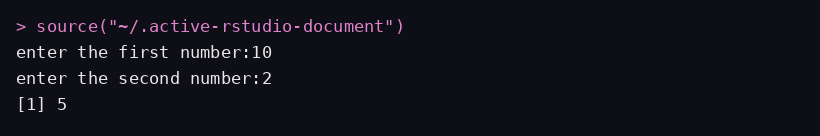 > source("~/.active-rstudio-document")
enter the first number:10
enter the second number:2
[1] 5